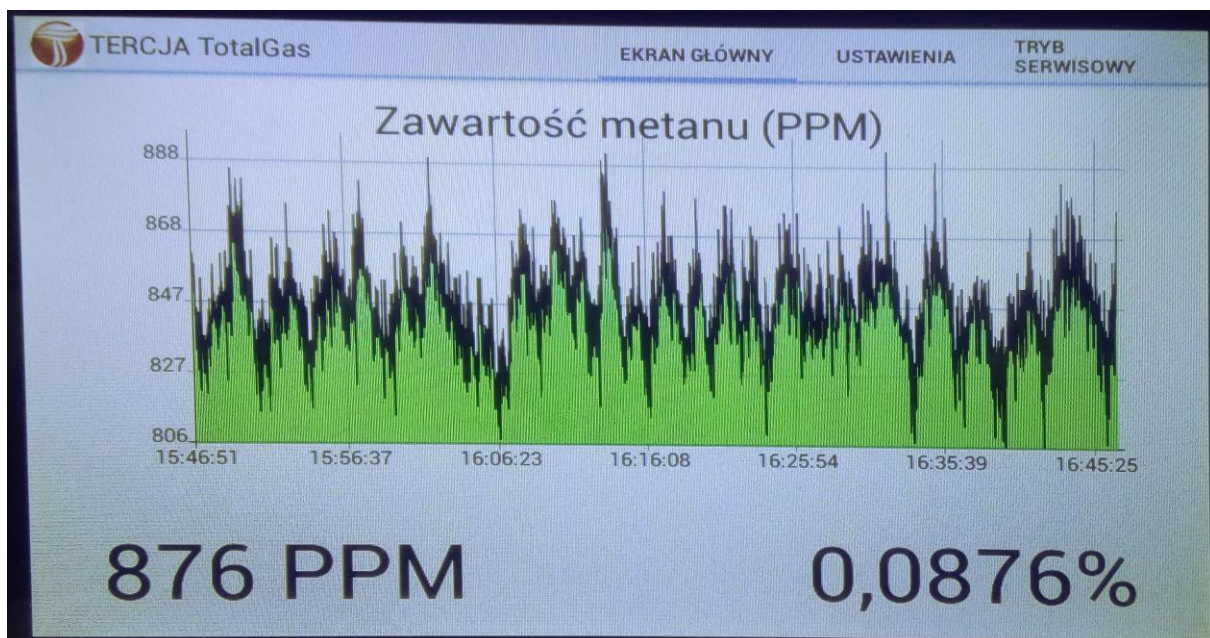 TERCJA TotalGas
EKRAN GŁÓWNY
USTAWIENIA
TRYB
SERWISOWY
Zawartość metanu (PPM)
888
868
847
827
806
15:46:51 15:56:37 16:06:23 16:16:08 16:25:54 16:35:39 16:45:25
876 PPM
0,0876%